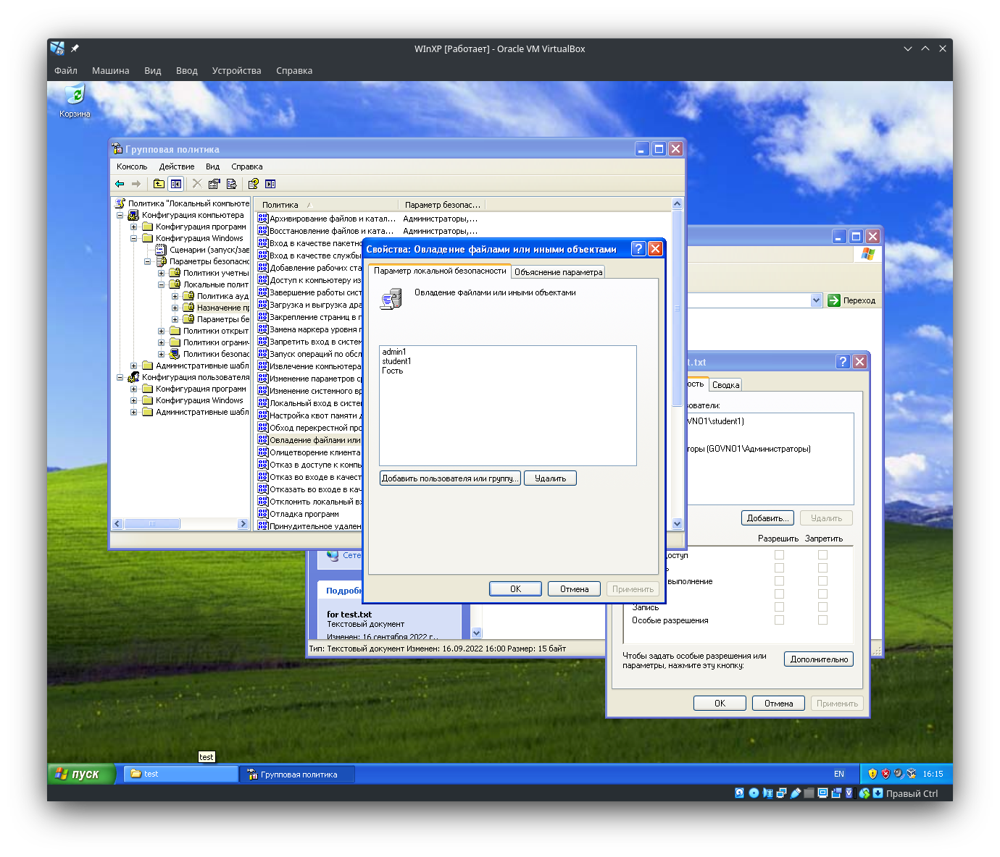 WInXP [Работает] - Oracle VM VirtualBox
Файл Машина Вид Ввод Устройства Справка
Корзина
Групповая политика
Консоль Действие Вид Справка
Политика "Локальный компьюте
Конфигурация компьютера
Конфигурация программ
Конфигурация Windows
Сценарии (запуск/зав
Параметры безопасно
Политики учетны
Локальные полит
Политика ауд
Назначение пр
Параметры бе
Политики открыт
Политики огранич
Политики безопас
Административные шабл
Конфигурация пользователя
Конфигурация программ
Конфигурация Windows
Административные шабл
Политика Параметр безопас...
Архивирование файлов и катал... Администраторы,...
Восстановление файлов и ката... Администраторы,...
Вход в качестве пакетно
Вход в качестве службы
Добавление рабочих ста
Доступ к компьютеру из
Завершение работы сист
Загрузка и выгрузка дра
Закрепление страниц в п
Замена маркера уровня п
Запретить вход в систем
Запуск операций по обсл
Извлечение компьютера
Изменение параметров ср
Изменение системного вр
Локальный вход в систе
Настройка квот памяти д
Обход перекрестной про
Овладение файлами или
Олицетворение клиента
Отказ в доступе к компь
Отказ во входе в качест
Отказать во входе в кач
Отклонить локальный вх
Отладка программ
Принудительное удален
Свойства: Овладение файлами или иными объектами
Параметр локальной безопасности Объяснение параметра
Овладение файлами или иными объектами
admin1
student1
Гость
Добавить пользователя или группу... Удалить
OK Отмена Применить
Переход
t.txt
ость Сводка
зователи:
VNO1\student1)
торы (GOVNO1\Администраторы)
Добавить... Удалить
Разрешить Запретить
оступ
ь
выполнение
Запись
Особые разрешения
Чтобы задать особые разрешения или
параметры, нажмите эту кнопку:
Дополнительно
OK Отмена Применить
Сете
Подробн
for test.txt
Текстовый документ
Изменен: 16 сентября 2022 г.,
Тип: Текстовый документ Изменен: 16.09.2022 16:00 Размер: 15 байт
test
пуск
test
Групповая политика
EN
16:15
Правый Ctrl